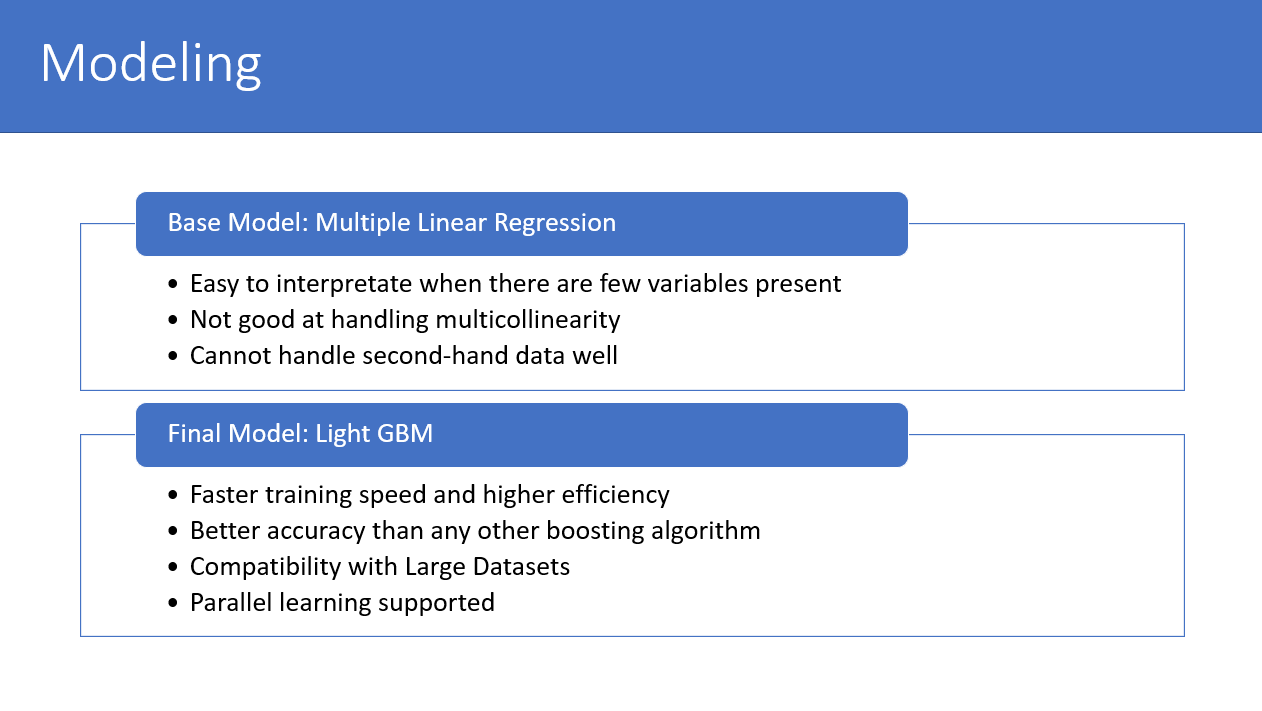 Modeling
Base Model: Multiple Linear Regression
• Easy to interpretate when there are few variables present
• Not good at handling multicollinearity
• Cannot handle second-hand data well
Final Model: Light GBM
• Faster training speed and higher efficiency
• Better accuracy than any other boosting algorithm
• Compatibility with Large Datasets
• Parallel learning supported